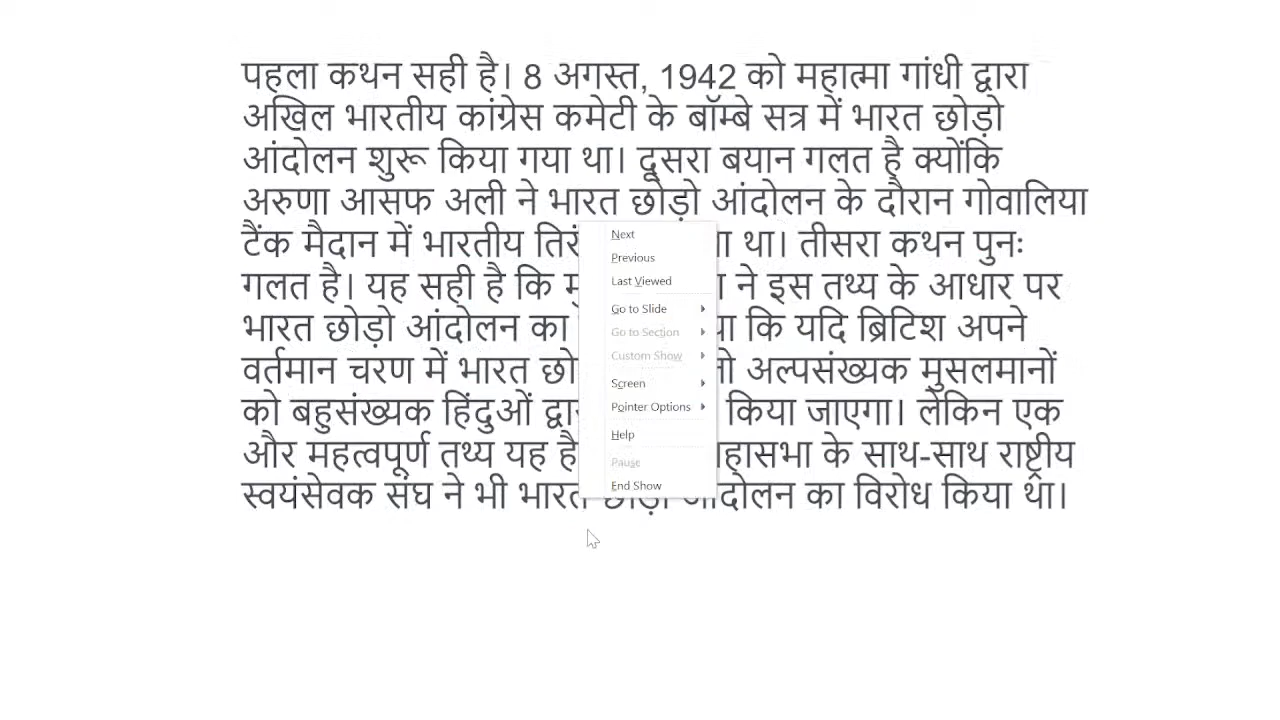 पहला कथन सही है। 8 अगस्त, 1942 को महात्मा गांधी द्वारा
अखिल भारतीय कांग्रेस कमेटी के बॉम्बे सत्र में भारत छोड़ो
आंदोलन शुरू किया गया था। दूसरा बयान गलत है क्योंकि
अरुणा आसफ अली ने भारत छोड़ो आंदोलन के दौरान गोवालिया
टैंक मैदान में भारतीय था। तीसरा कथन पुनः
गलत है। यह सही है कि ने इस तथ्य के आधार पर
भारत छोड़ो आंदोलन का कि यदि ब्रिटिश अपने
वर्तमान चरण में भारत अल्पसंख्यक मुसलमानों
को बहुसंख्यक हिंदुओं किया जाएगा। लेकिन एक
और महत्वपूर्ण तथ्य यह है के साथ-साथ राष्ट्रीय
स्वयंसेवक संघ ने भी भारत छोड़ो आंदोलन का विरोध किया था।
Next
Previous
Last Viewed
Go to Slide
Go to Section
Custom Show
Screen
Pointer Options
Help
Pause
End Show